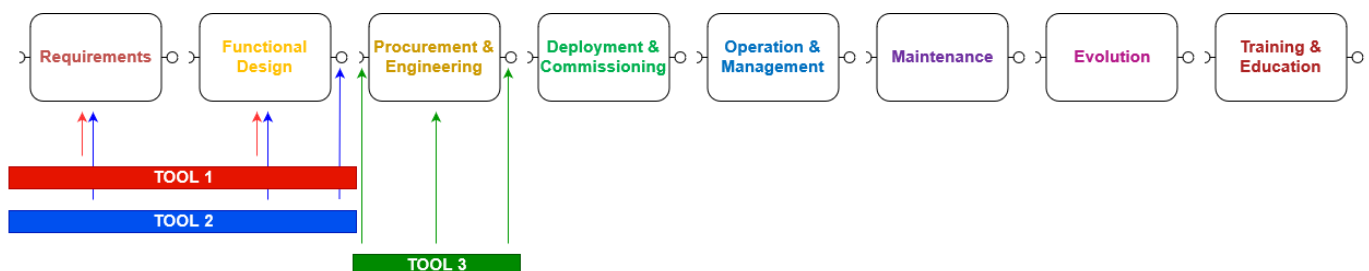 Requirements
Functional
Design
Procurement &
Engineering
Deployment &
Commissioning
Operation &
Management
Maintenance
Evolution
Training &
Education
TOOL 1
TOOL 2
TOOL 3